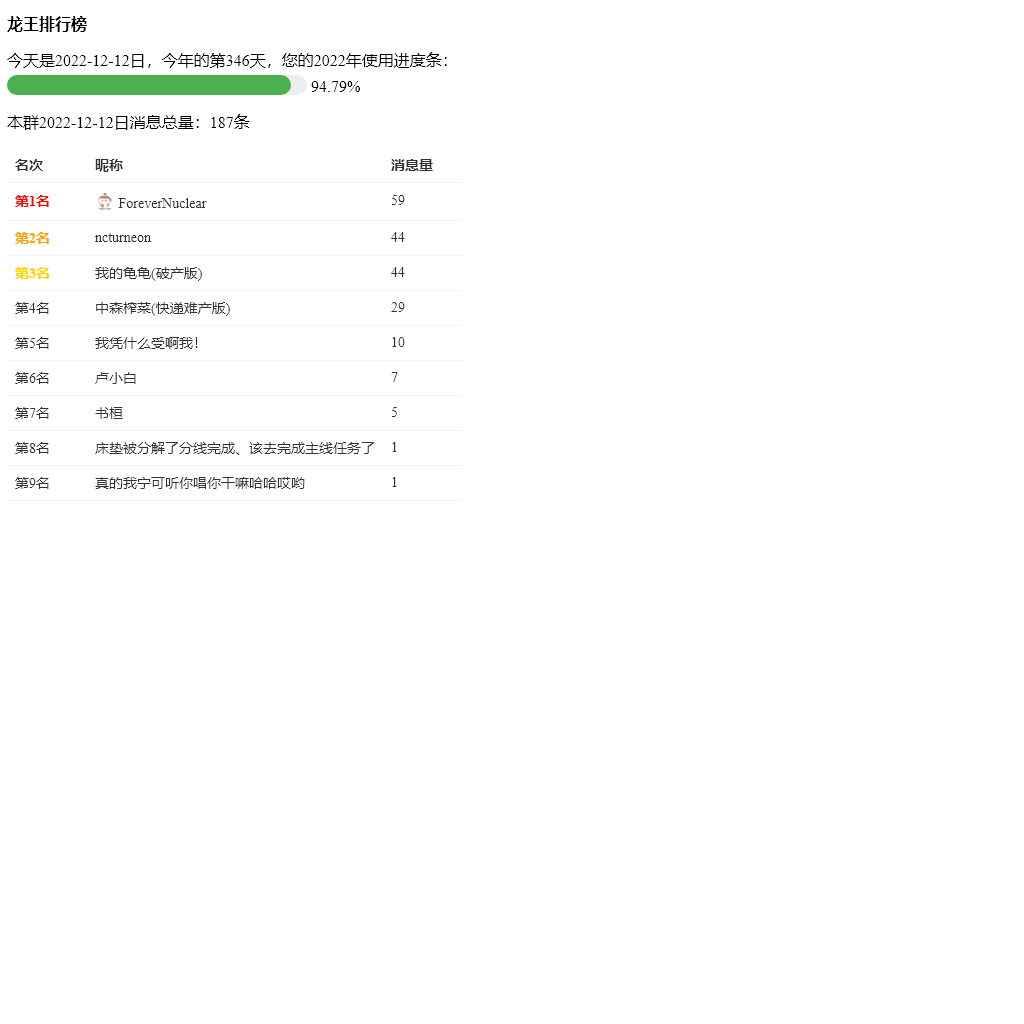 龙王排行榜
今天是2022-12-12日，今年的第346天，您的2022年使用进度条：
94.79%
本群2022-12-12日消息总量：187条
名次 昵称 消息量
第1名 ForeverNuclear 59
第2名 ncturneon 44
第3名 我的龟龟(破产版) 44
第4名 中森榨菜(快递难产版) 29
第5名 我凭什么受啊我！ 10
第6名 卢小白 7
第7名 书桓 5
第8名 床垫被分解了分线完成、该去完成主线任务了 1
第9名 真的我宁可听你唱你干嘛哈哈哎哟 1